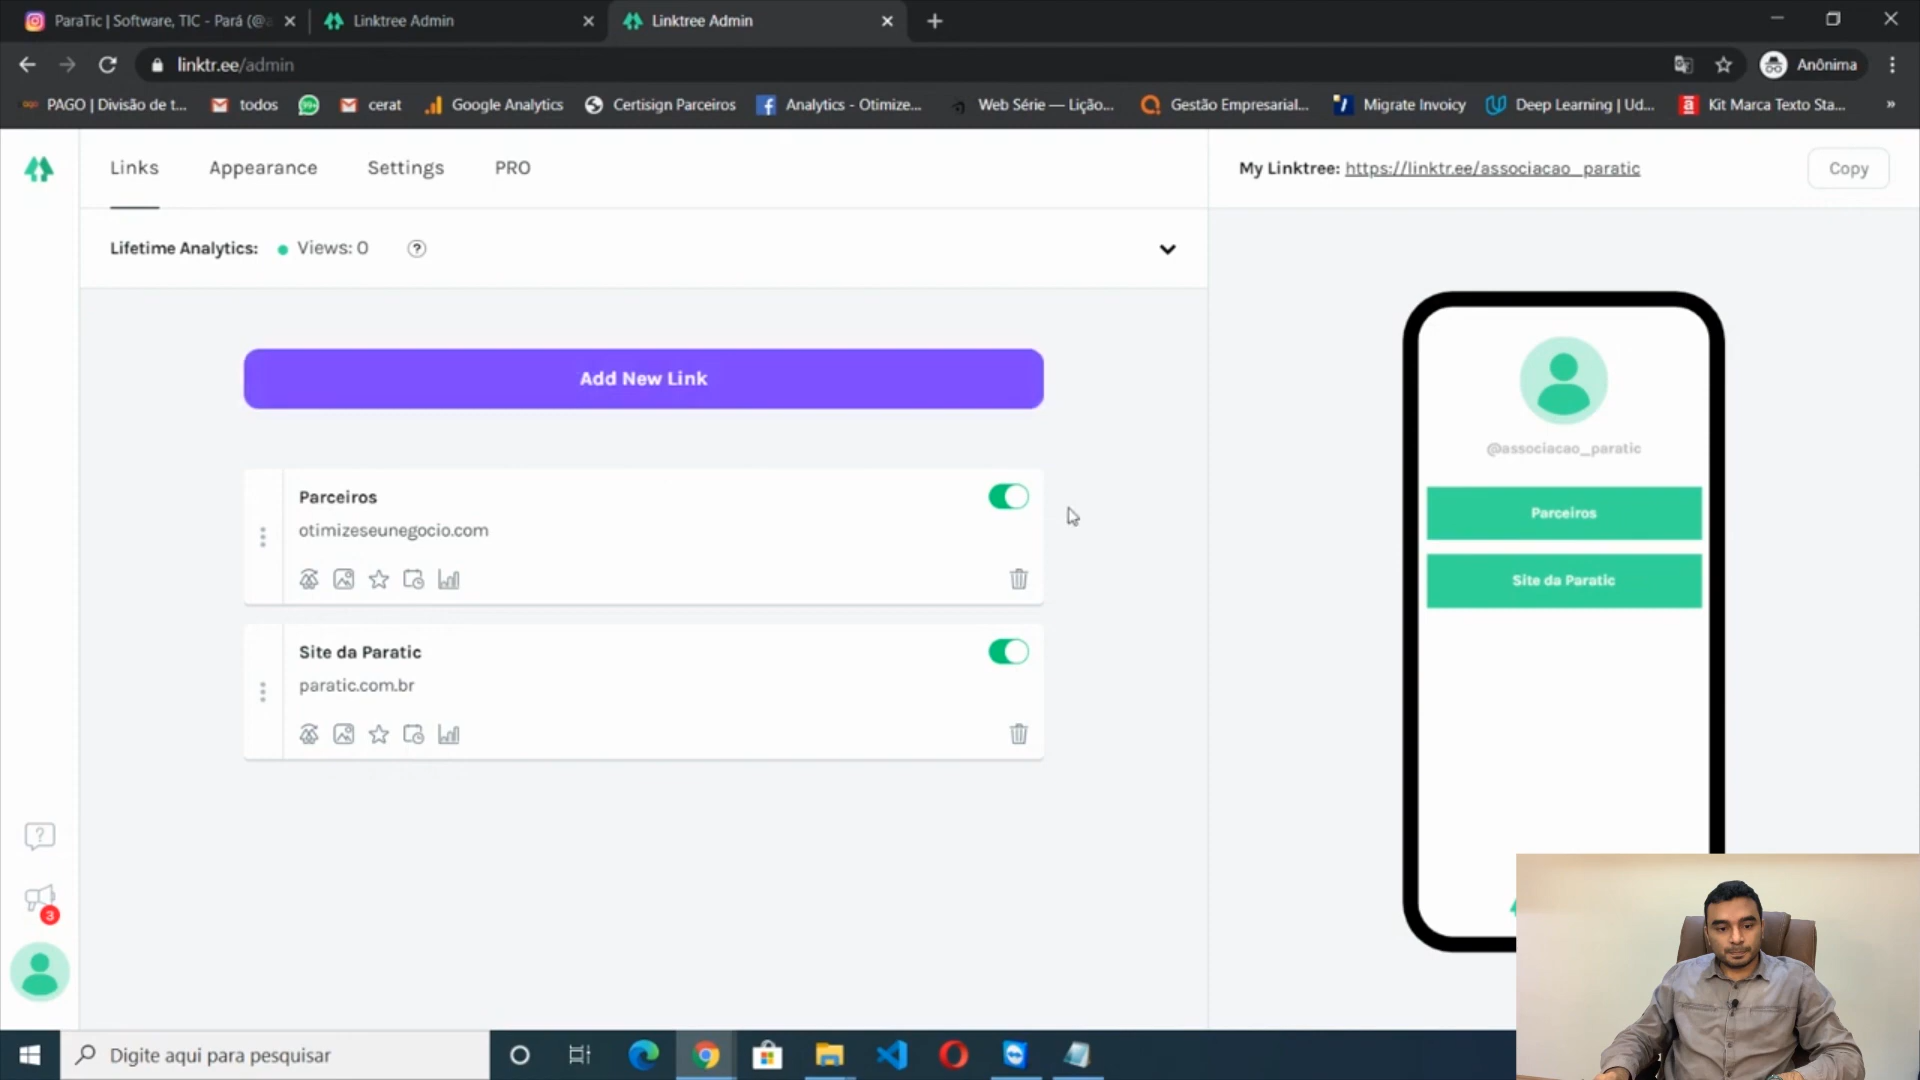 ParaTic | Software, TIC - Pará (@a
Linktree Admin
Linktree Admin
linktr.ee/admin
Anônima
PAGO | Divisão de t...
todos
99+
cerat
Google Analytics
Certisign Parceiros
Analytics - Otimize...
Web Série — Lição...
Gestão Empresarial...
Migrate Invoicy
Deep Learning | Ud...
Kit Marca Texto Sta...
»
Links
Appearance
Settings
PRO
My Linktree: https://linktr.ee/associacao_paratic
Copy
Lifetime Analytics:
Views: 0
?
Add New Link
Parceiros
otimizeseunegocio.com
Site da Paratic
paratic.com.br
@associacao_paratic
Parceiros
Site da Paratic
?
3
Digite aqui para pesquisar